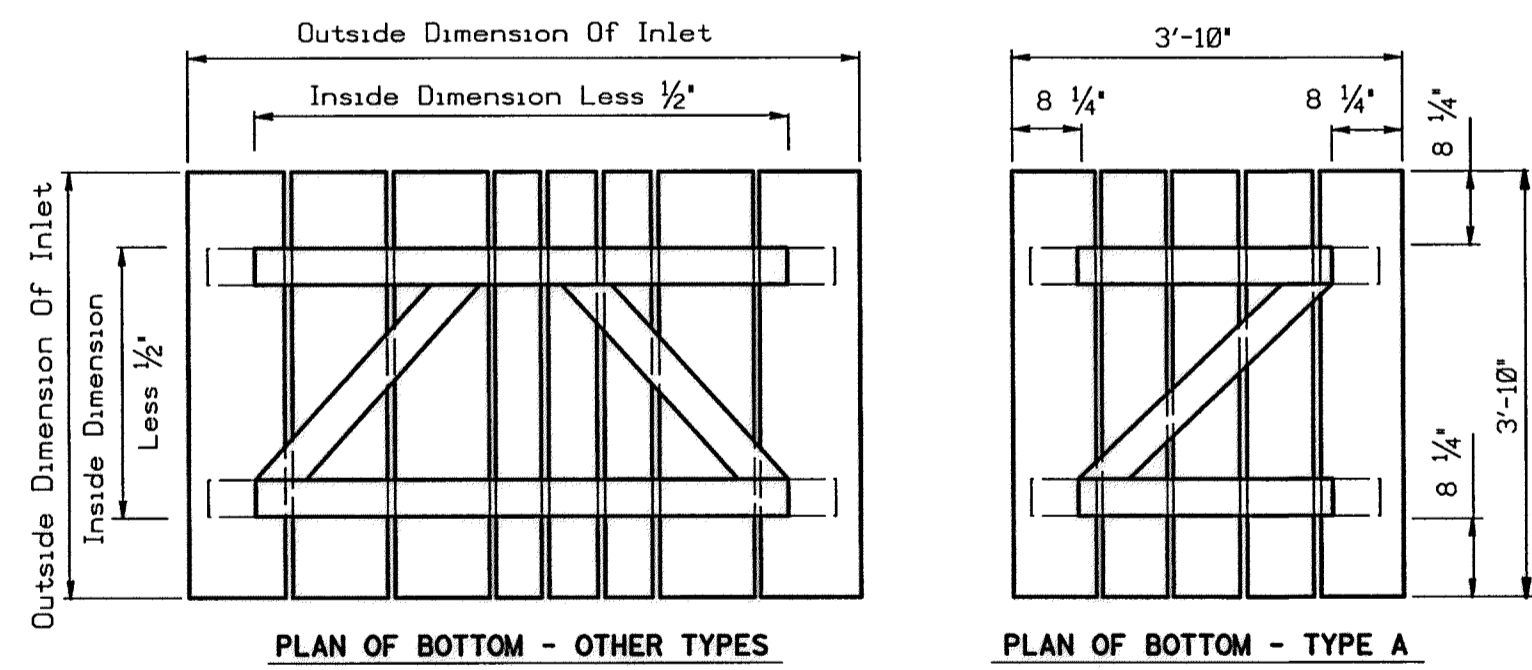 Outside Dimension Of Inlet
Inside Dimension Less ½"
Outside Dimension Of Inlet
Inside Dimension
Less ½"
PLAN OF BOTTOM - OTHER TYPES
3'-10"
8 ¼"
8 ¼"
8 ¼"
3'-10"
8 ¼"
PLAN OF BOTTOM - TYPE A